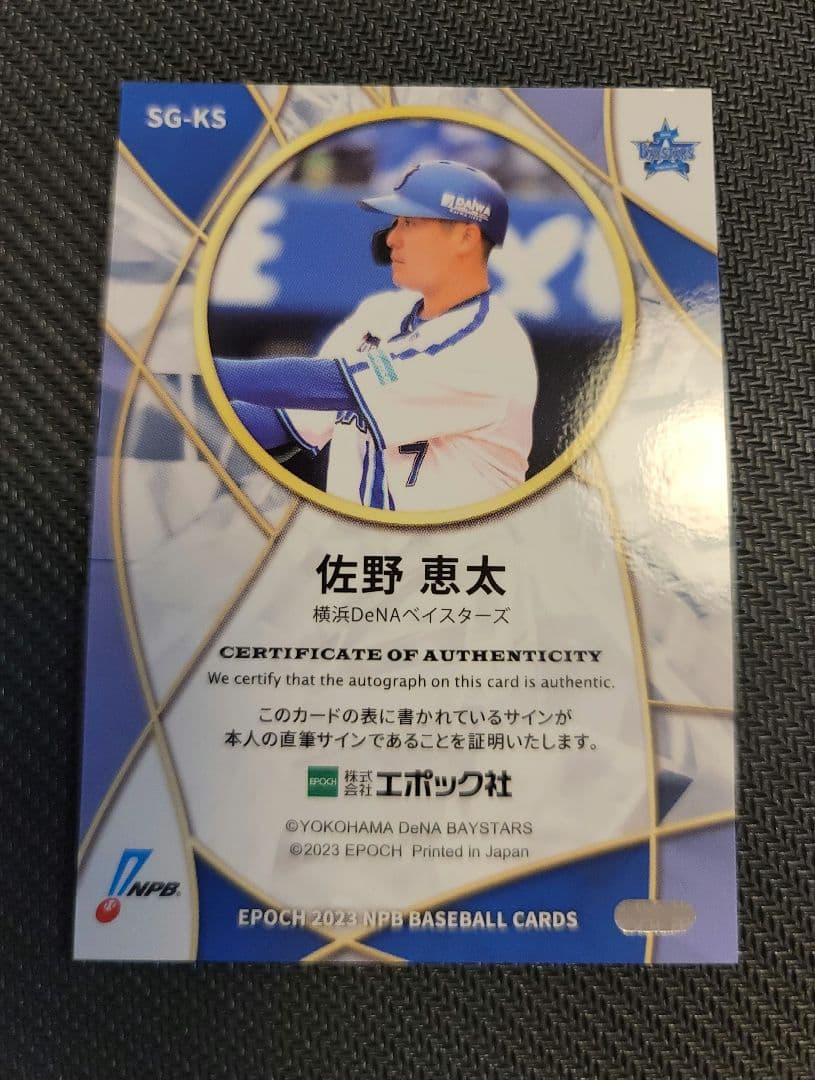 SG-KS
BAYSTARS
DAIWA
7
佐野 恵太
横浜DeNAベイスターズ
CERTIFICATE OF AUTHENTICITY
We certify that the autograph on this card is authentic.
このカードの表に書かれているサインが
本人の直筆サインであることを証明いたします。
EPOCH 株式会社 エポック社
©YOKOHAMA DeNA BAYSTARS
©2023 EPOCH Printed in Japan
NPB
EPOCH 2023 NPB BASEBALL CARDS